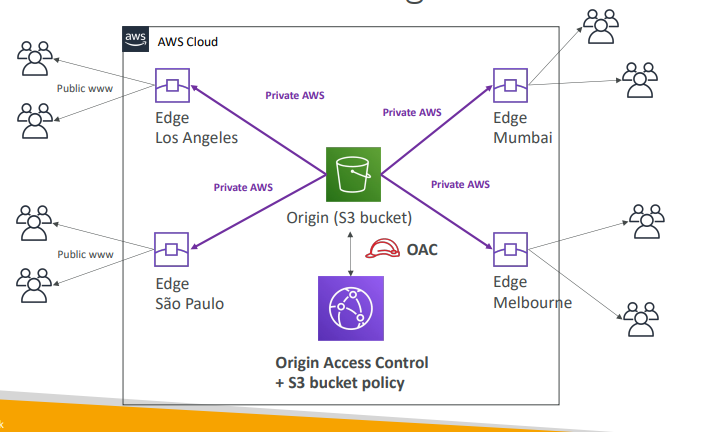 aws
AWS Cloud
Public www
Edge
Los Angeles
Private AWS
Private AWS
Edge
Mumbai
Private AWS
Private AWS
Origin (S3 bucket)
OAC
Public www
Edge
São Paulo
Edge
Melbourne
Origin Access Control
+ S3 bucket policy